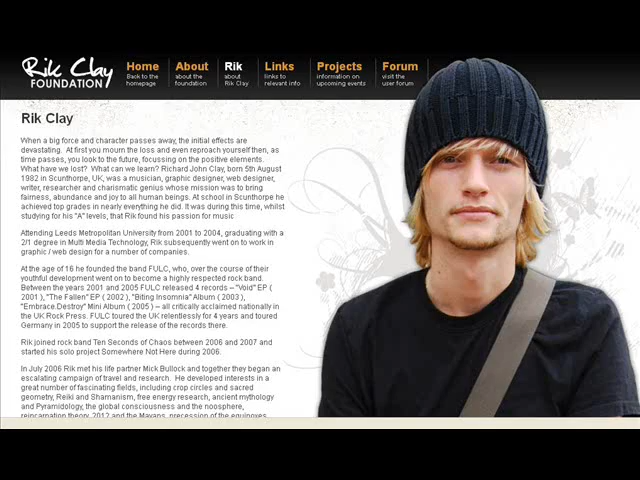 Rik Clay
FOUNDATION
Home About Rik Links Projects Forum
Back to the about the about links to information on visit the
homepage foundation Rik Clay relevant info upcoming events user forum
Rik Clay
When a big force and character passes away, the initial effects are
devastating. At first you mourn the loss and even reproach yourself then, as
time passes, you look to the future, focussing on the positive elements.
What have we lost? What can we learn? Richard John Clay, born 5th August
1982 in Scunthorpe, UK, was a musician, graphic designer, web designer,
writer, researcher and charismatic genius whose mission was to bring
fairness, abundance and joy to all human beings. At school in Scunthorpe he
achieved top grades in nearly everything he did. It was during this time, whilst
studying for his "A" levels, that Rik found his passion for music
Attending Leeds Metropolitan University from 2001 to 2004, graduating with a
2/1 degree in Multi Media Technology, Rik subsequently went on to work in
graphic / web design for a number of companies.
At the age of 16 he founded the band FULC, who, over the course of their
youthful development went on to become a highly respected rock band.
Between the years 2001 and 2005 FULC released 4 records – "Void" EP (
2001 ), "The Fallen" EP ( 2002 ), "Biting Insomnia" Album ( 2003 ),
"Embrace.Destroy" Mini Album ( 2005 ) – all critically acclaimed nationally in
the UK Rock Press. FULC toured the UK relentlessly for 4 years and toured
Germany in 2005 to support the release of the records there.
Rik joined rock band Ten Seconds of Chaos between 2006 and 2007 and
started his solo project Somewhere Not Here during 2006.
In July 2006 Rik met his life partner Mick Bullock and together they began an
escalating campaign of travel and research. He developed interests in a
great number of fascinating fields, including crop circles and sacred
geometry, Reiki and Shamanism, free energy research, ancient mythology
and Pyramidology, the global consciousness and the noosphere,
reincarnation theory, 2012 and the Mayans, precession of the equinoxes,